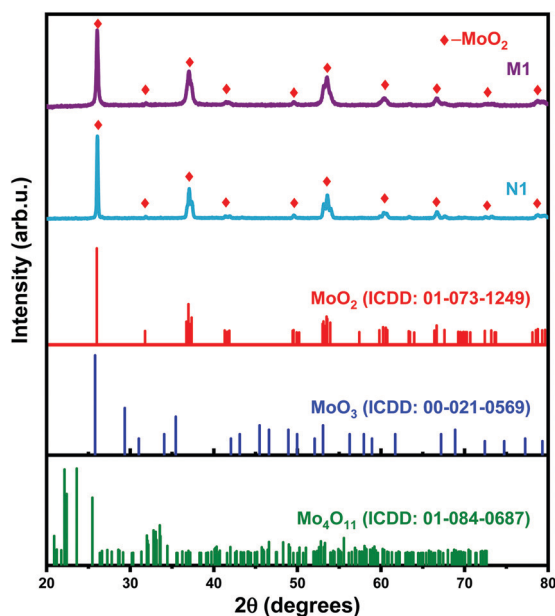 ♦–MoO₂
M1
N1
MoO₂ (ICDD: 01-073-1249)
MoO₃ (ICDD: 00-021-0569)
Mo₄O₁₁ (ICDD: 01-084-0687)
Intensity (arb.u.)
20 30 40 50 60 70 80
2θ (degrees)